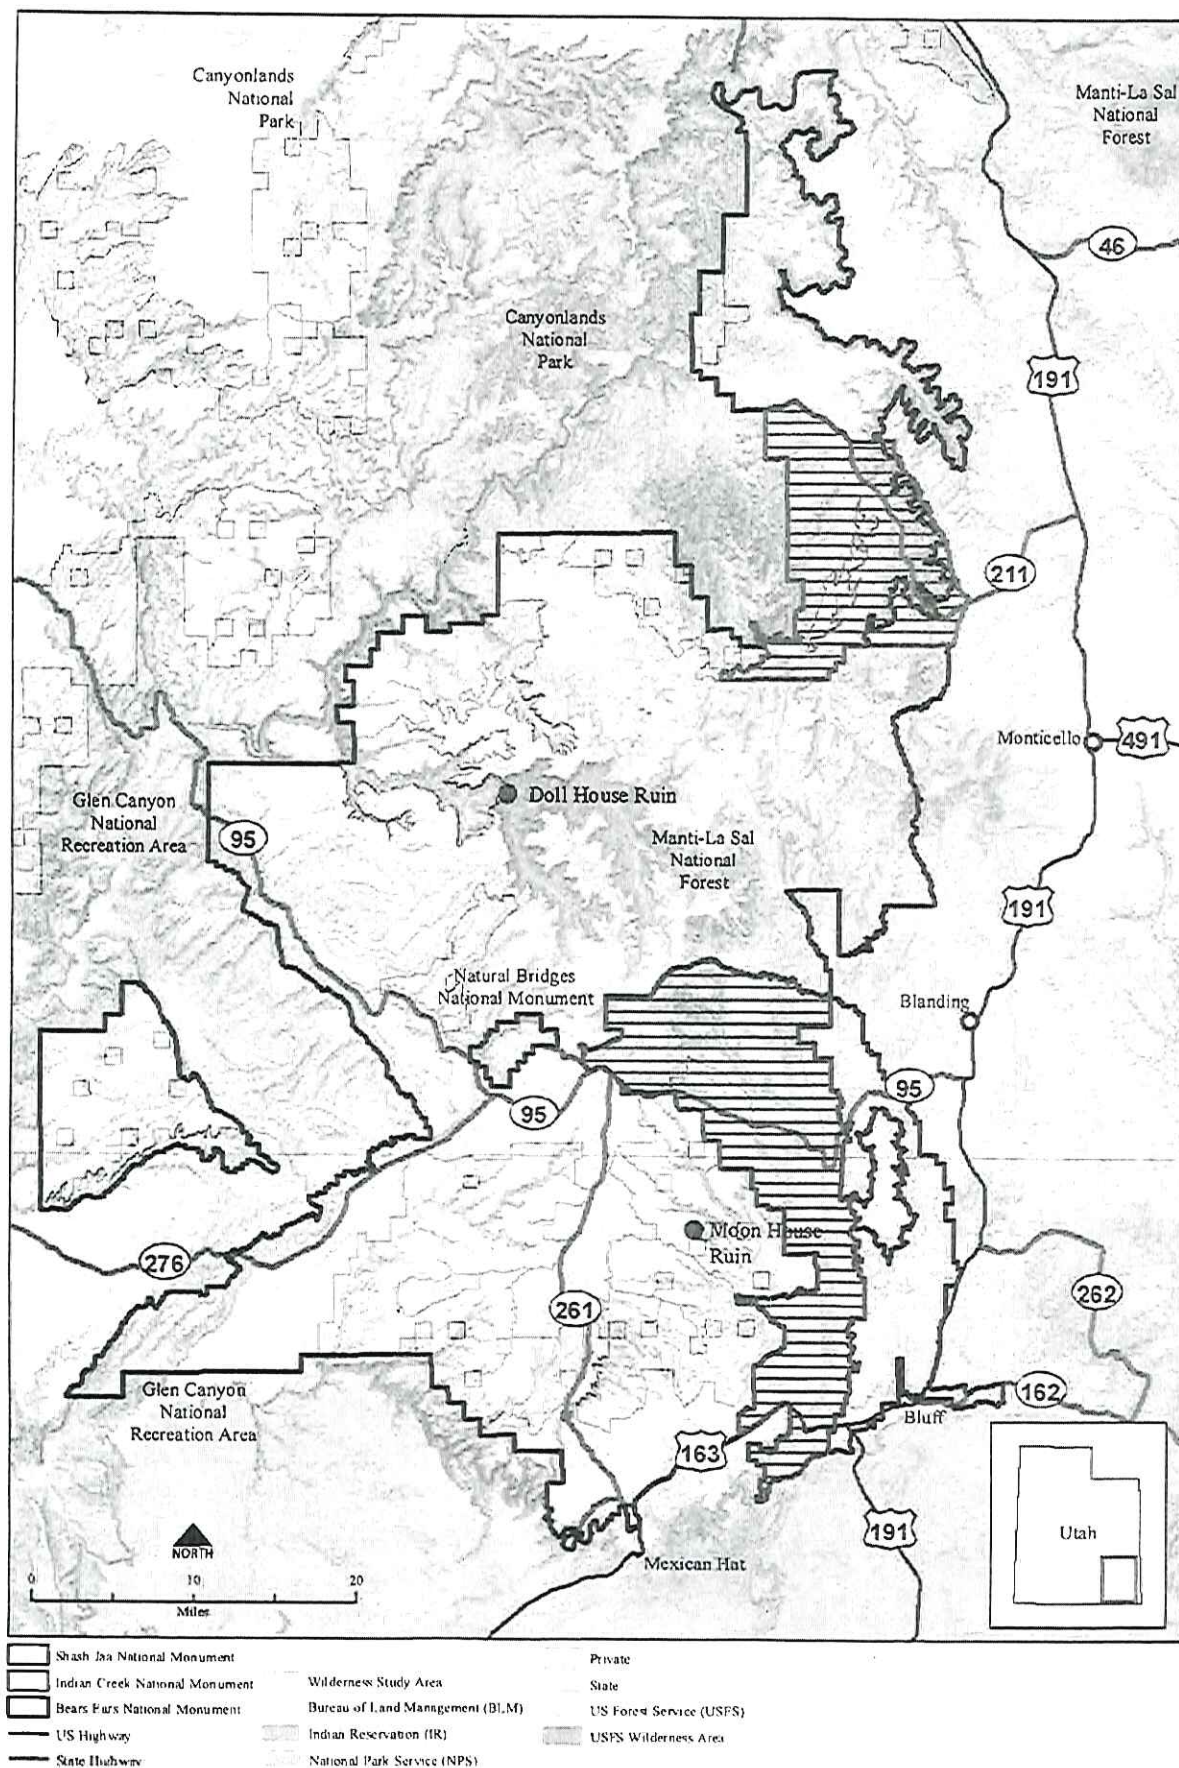 Canyonlands
National
Park
Manti-La Sal
National
Forest
46
Canyonlands
National
Park
191
211
Monticello
491
Glen Canyon
National
Recreation Area
95
Doll House Ruin
Manti-La Sal
National
Forest
191
Natural Bridges
National Monument
Blanding
95
95
Moon House
Ruin
276
261
262
Glen Canyon
National
Recreation Area
162
Bluff
163
191
Utah
NORTH
Mexican Hat
0 10 20
Miles
Shash Jaa National Monument
Indian Creek National Monument
Bears Ears National Monument
US Highway
State Highway
Wilderness Study Area
Bureau of Land Management (BLM)
Indian Reservation (IR)
National Park Service (NPS)
Private
State
US Forest Service (USFS)
USFS Wilderness Area